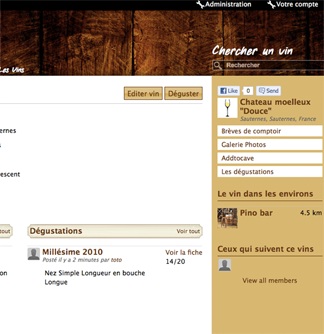 Administration
Votre compte
Chercher un vin
Les Vins
Rechercher
Editer vin
Déguster
Like
0
Send
Chateau moelleux
"Douce"
Sauternes, Sauternes, France
ernes
s
escent
Brèves de comptoir
Galerie Photos
Addtocave
Les dégustations
Le vin dans les environs
Pino bar
4.5 km
out
Dégustations
Voir tout
Millésime 2010
Posté il y a 2 minutes par toto
Voir la fiche
14/20
on
Nez Simple Longueur en bouche
Longue
Ceux qui suivent ce vins
View all members